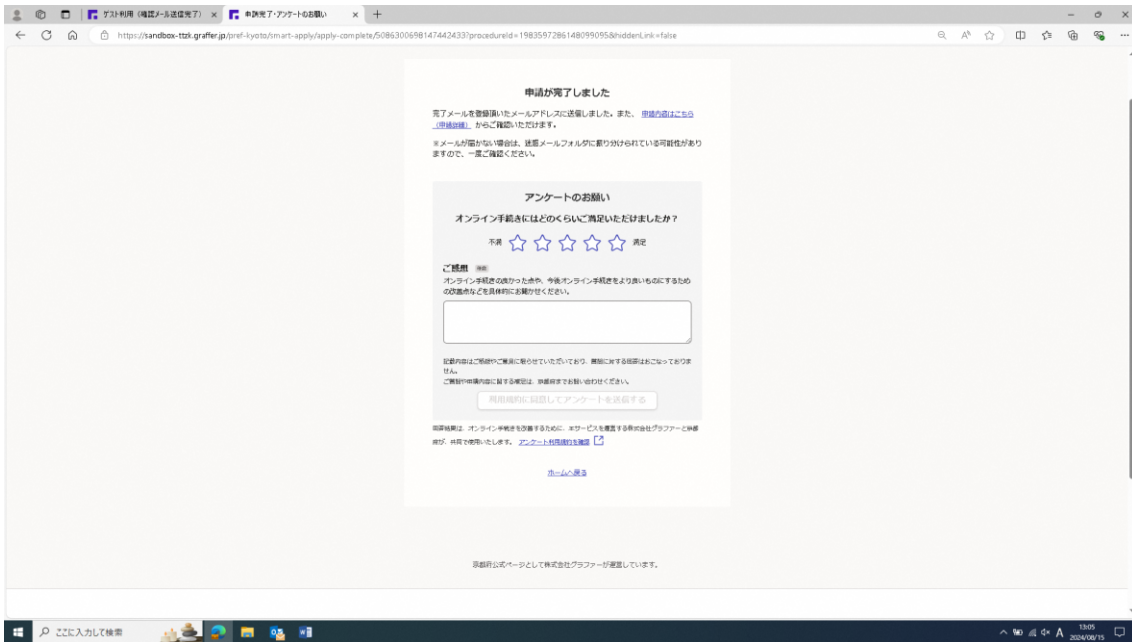 ゲスト利用（確認メール送信完了）
申請完了・アンケートのお願い
https://sandbox-ttzk.graffer.jp/pref-kyoto/smart-apply/apply-complete/5086300698147442433?procedureId=1983597286148099095&hiddenLink=false
申請が完了しました
完了メールを登録頂いたメールアドレスに送信しました。また、 申請内容はこちら
（申請詳細） からご確認いただけます。
※メールが届かない場合は、迷惑メールフォルダに振り分けられている可能性があり
ますので、一度ご確認ください。
アンケートのお願い
オンライン手続きにはどのくらいご満足いただけましたか？
不満 満足
ご感想 任意
オンライン手続きの良かった点や、今後オンライン手続きをより良いものにするため
の改善点などを具体的にお聞かせください。
記載内容はご感想やご意見に限らせていただいており、質問に対する回答はおこなっておりま
せん。
ご質問や申請内容に関する確認は、京都府までお問い合わせください。
利用規約に同意してアンケートを送信する
回答結果は、オンライン手続きを改善するために、本サービスを運営する株式会社グラファーと京都
府が、共同で使用いたします。 アンケート利用規約を確認
ホームへ戻る
京都府公式ページとして株式会社グラファーが運営しています。
ここに入力して検索
A
13:05
2024/08/15